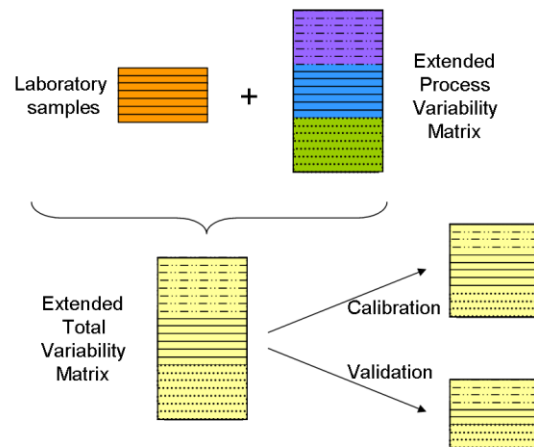 Laboratory
samples
+
Extended
Process
Variability
Matrix
Extended
Total
Variability
Matrix
Calibration
Validation